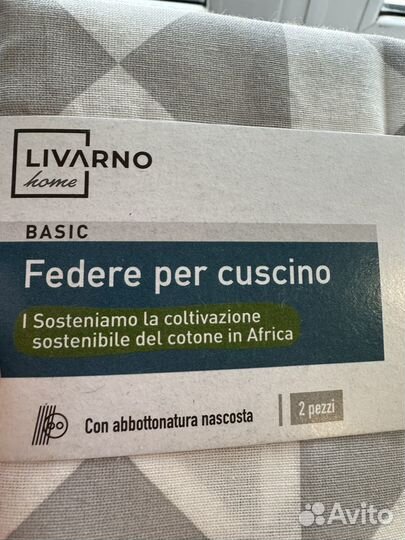 LIVARNO
home
BASIC
Federe per cuscino
I Sosteniamo la coltivazione
sostenibile del cotone in Africa
Con abbottonatura nascosta
2 pezzi
Avito